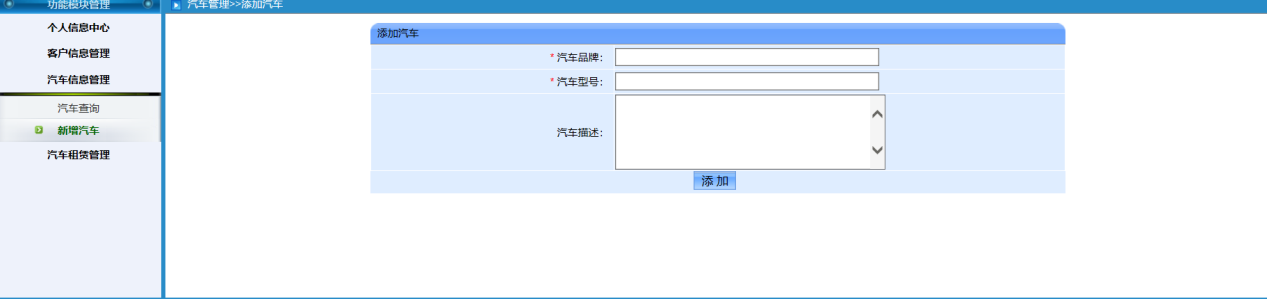 功能模块管理
汽车管理>>添加汽车
个人信息中心
客户信息管理
汽车信息管理
汽车查询
新增汽车
汽车租赁管理
添加汽车
* 汽车品牌：
* 汽车型号：
汽车描述：
添 加